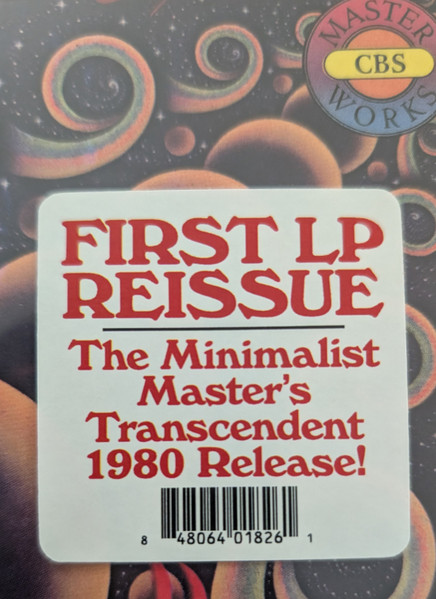 MASTER
CBS
WORKS
FIRST LP
REISSUE
The Minimalist
Master's
Transcendent
1980 Release!
8 48064 01826 1